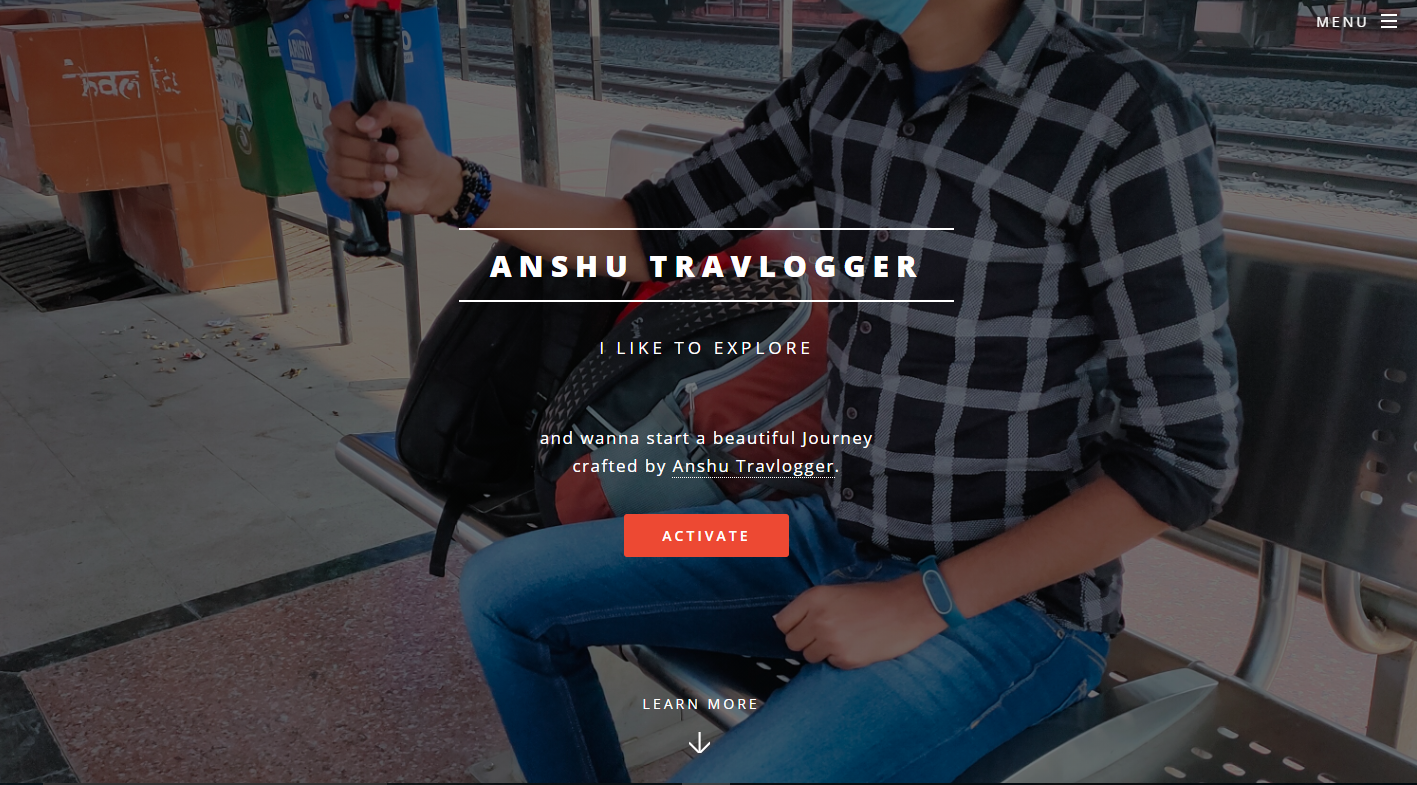 MENU
ANSHU TRAVLOGGER
I LIKE TO EXPLORE
and wanna start a beautiful Journey
crafted by Anshu Travlogger.
ACTIVATE
LEARN MORE